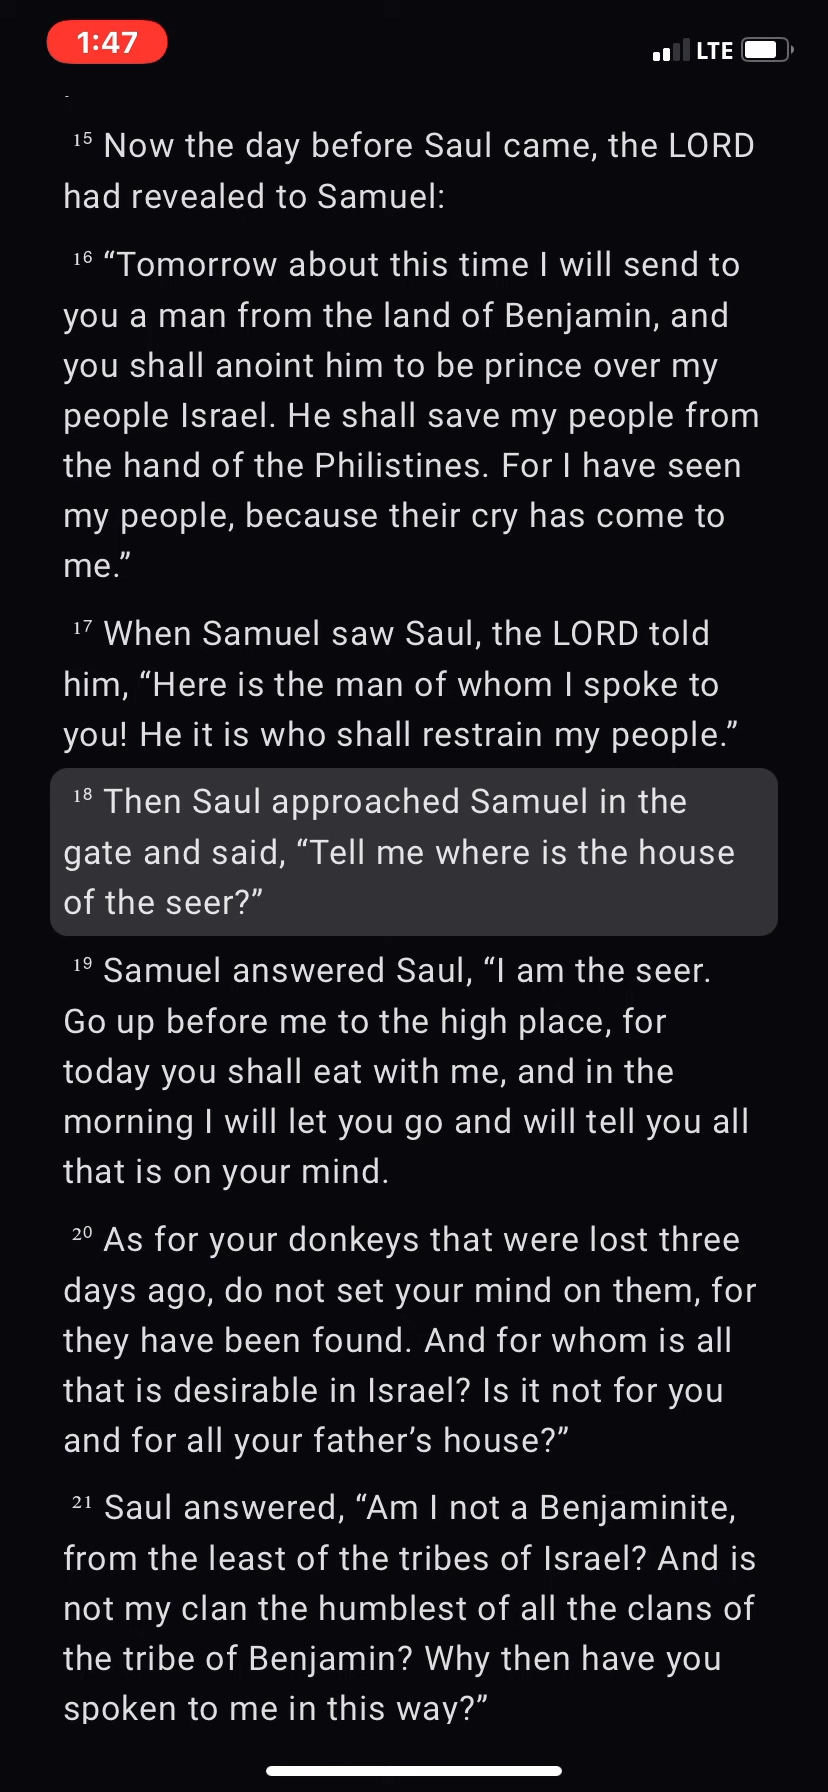 1:47
LTE
15 Now the day before Saul came, the LORD
had revealed to Samuel:
16 “Tomorrow about this time I will send to
you a man from the land of Benjamin, and
you shall anoint him to be prince over my
people Israel. He shall save my people from
the hand of the Philistines. For I have seen
my people, because their cry has come to
me.”
17 When Samuel saw Saul, the LORD told
him, “Here is the man of whom I spoke to
you! He it is who shall restrain my people.”
18 Then Saul approached Samuel in the
gate and said, “Tell me where is the house
of the seer?”
19 Samuel answered Saul, “I am the seer.
Go up before me to the high place, for
today you shall eat with me, and in the
morning I will let you go and will tell you all
that is on your mind.
20 As for your donkeys that were lost three
days ago, do not set your mind on them, for
they have been found. And for whom is all
that is desirable in Israel? Is it not for you
and for all your father’s house?”
21 Saul answered, “Am I not a Benjaminite,
from the least of the tribes of Israel? And is
not my clan the humblest of all the clans of
the tribe of Benjamin? Why then have you
spoken to me in this way?”